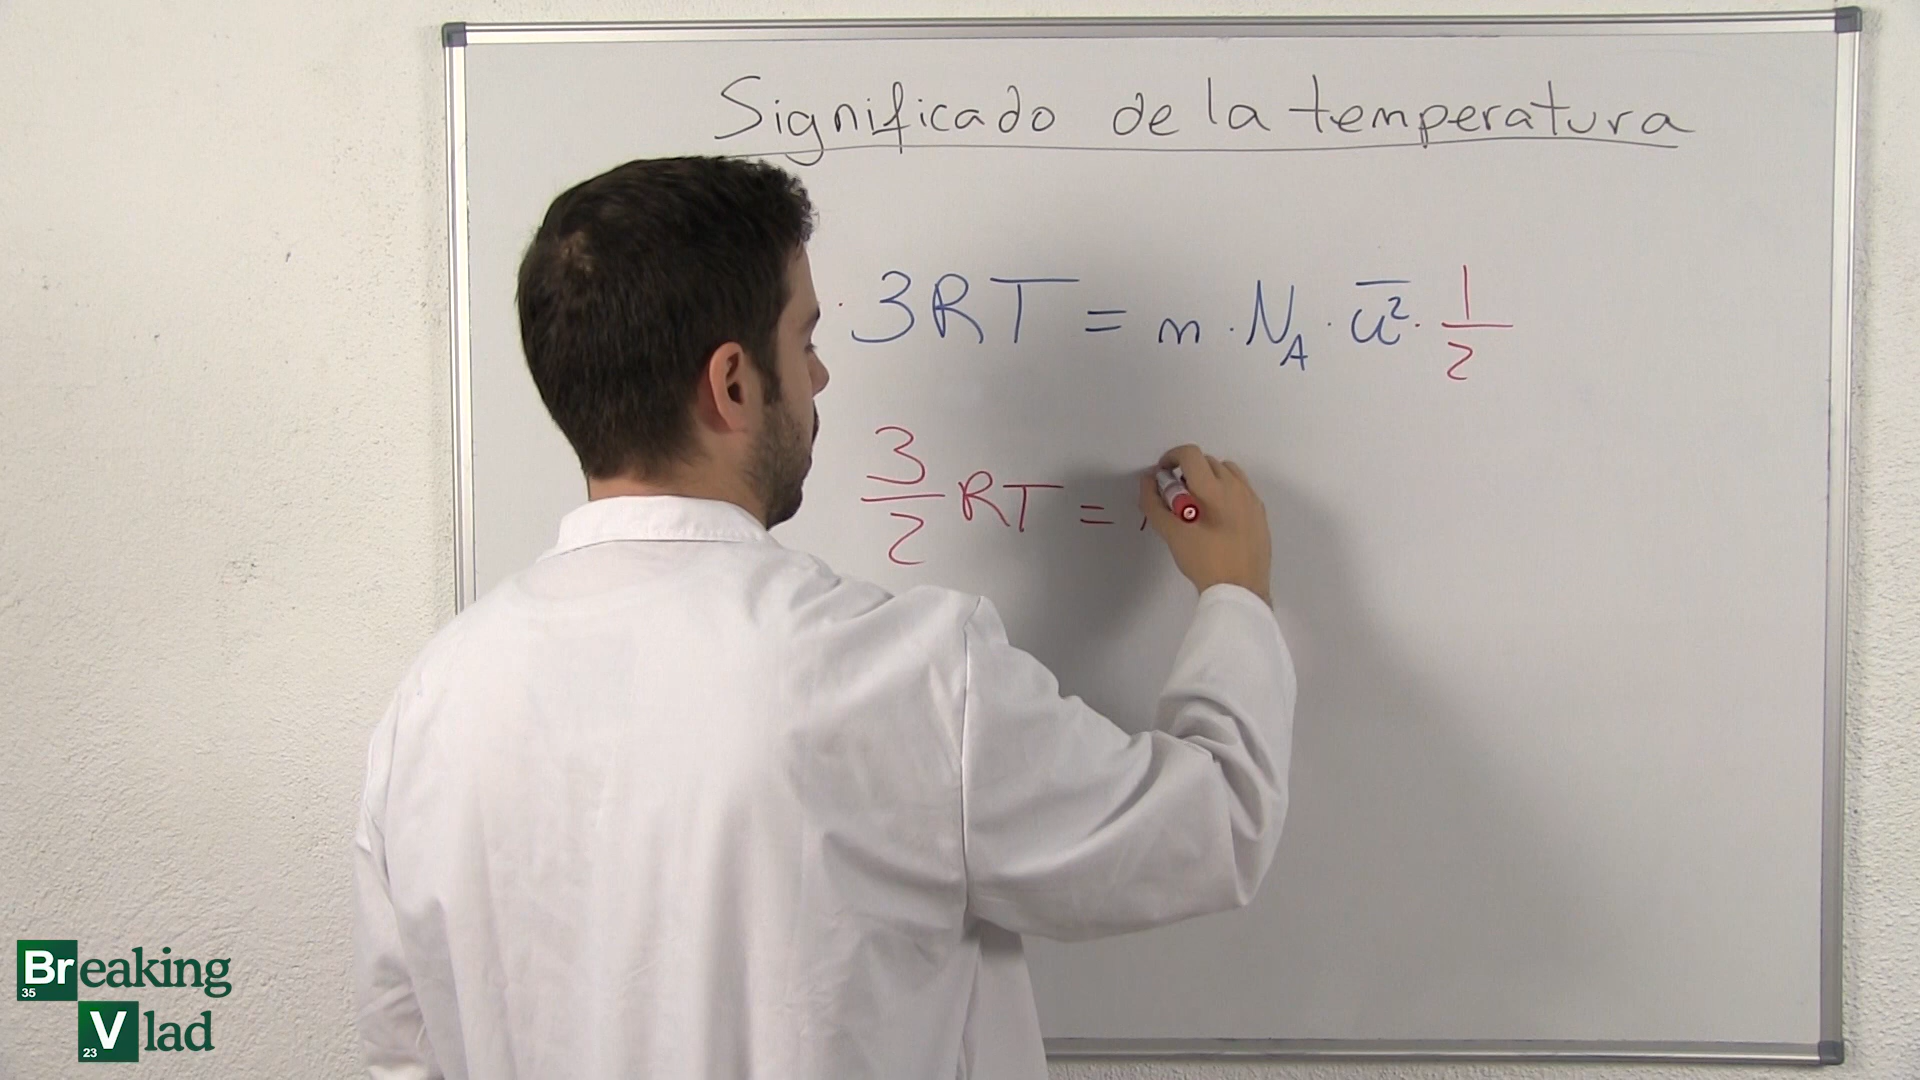 Significado de la temperatura
· 3RT = m · N_A · u̅² · 1/2
3/2 RT =
Breaking
35
Vlad
23